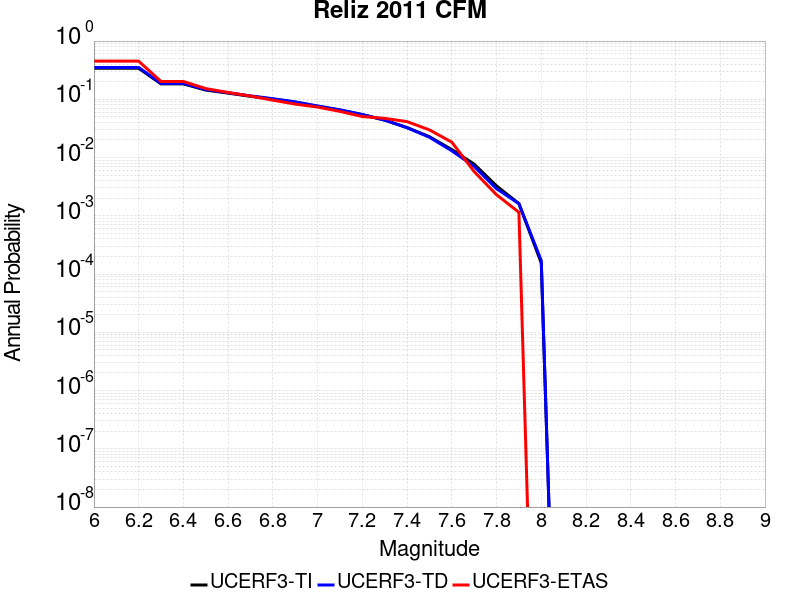 Reliz 2011 CFM
10^0
10^-1
10^-2
10^-3
10^-4
10^-5
10^-6
10^-7
10^-8
Annual Probability
6 6.2 6.4 6.6 6.8 7 7.2 7.4 7.6 7.8 8 8.2 8.4 8.6 8.8 9
Magnitude
UCERF3-TI UCERF3-TD UCERF3-ETAS